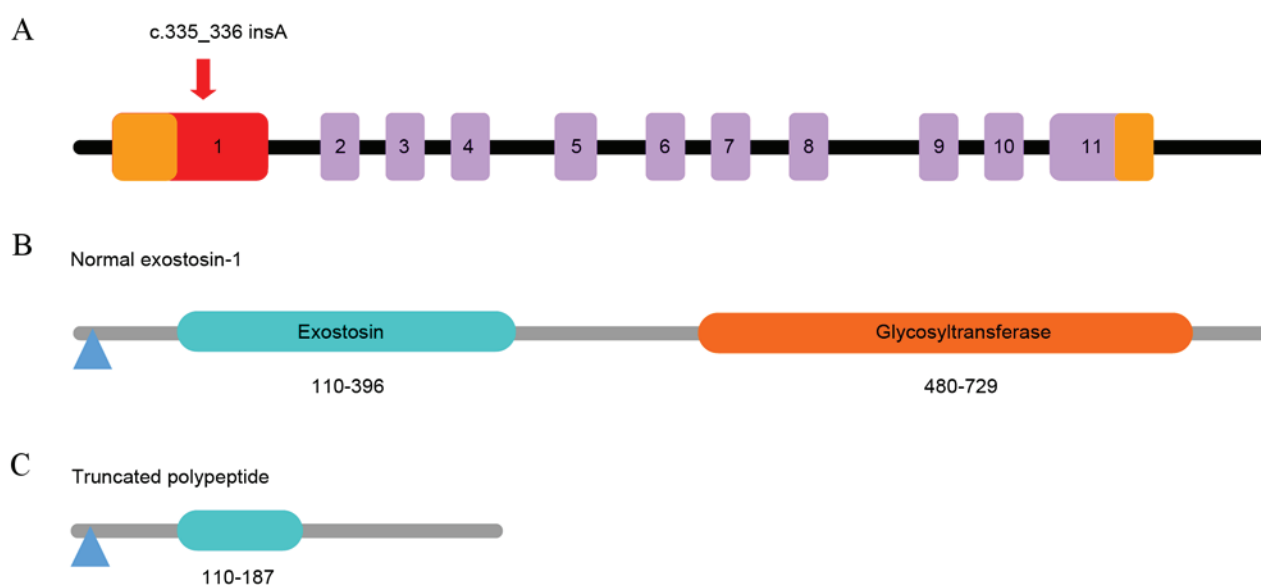 A
c.335_336 insA
1 2 3 4 5 6 7 8 9 10 11
B
Normal exostosin-1
Exostosin Glycosyltransferase
110-396 480-729
C
Truncated polypeptide
110-187